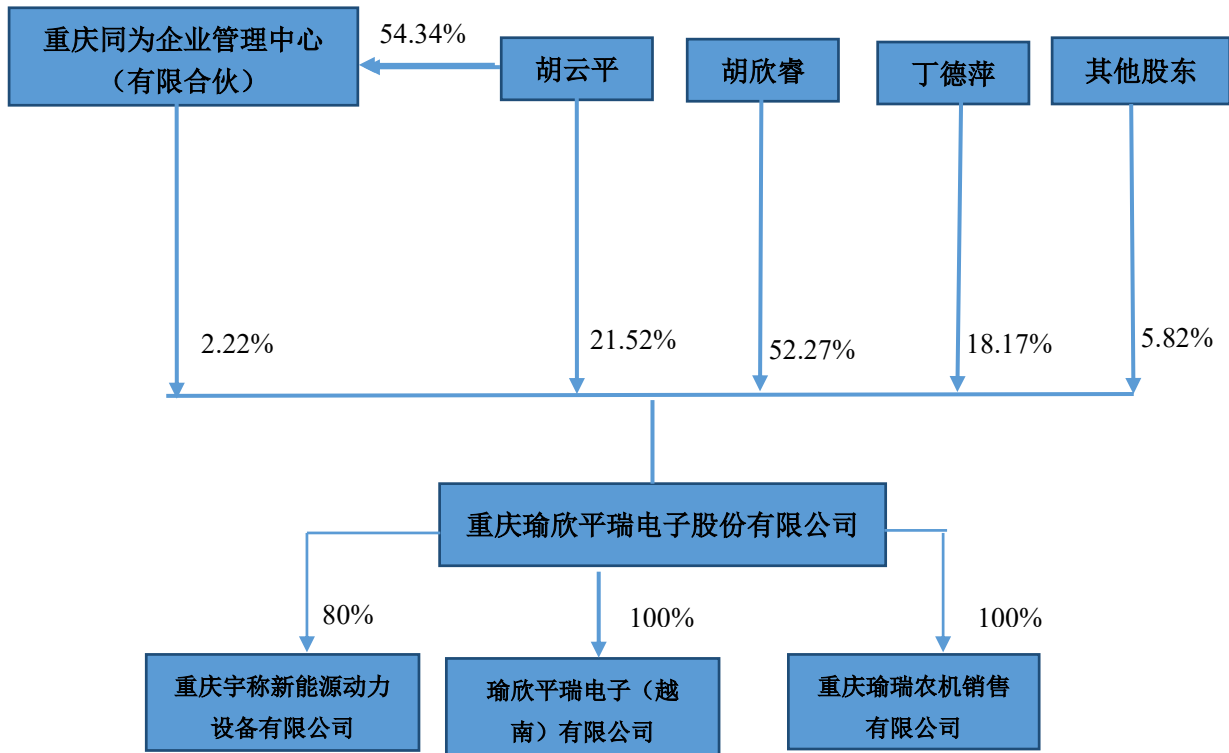 重庆同为企业管理中心
（有限合伙）
54.34%
胡云平
胡欣睿
丁德萍
其他股东
2.22%
21.52%
52.27%
18.17%
5.82%
重庆瑜欣平瑞电子股份有限公司
80%
100%
100%
重庆宇称新能源动力
设备有限公司
瑜欣平瑞电子（越
南）有限公司
重庆瑜瑞农机销售
有限公司